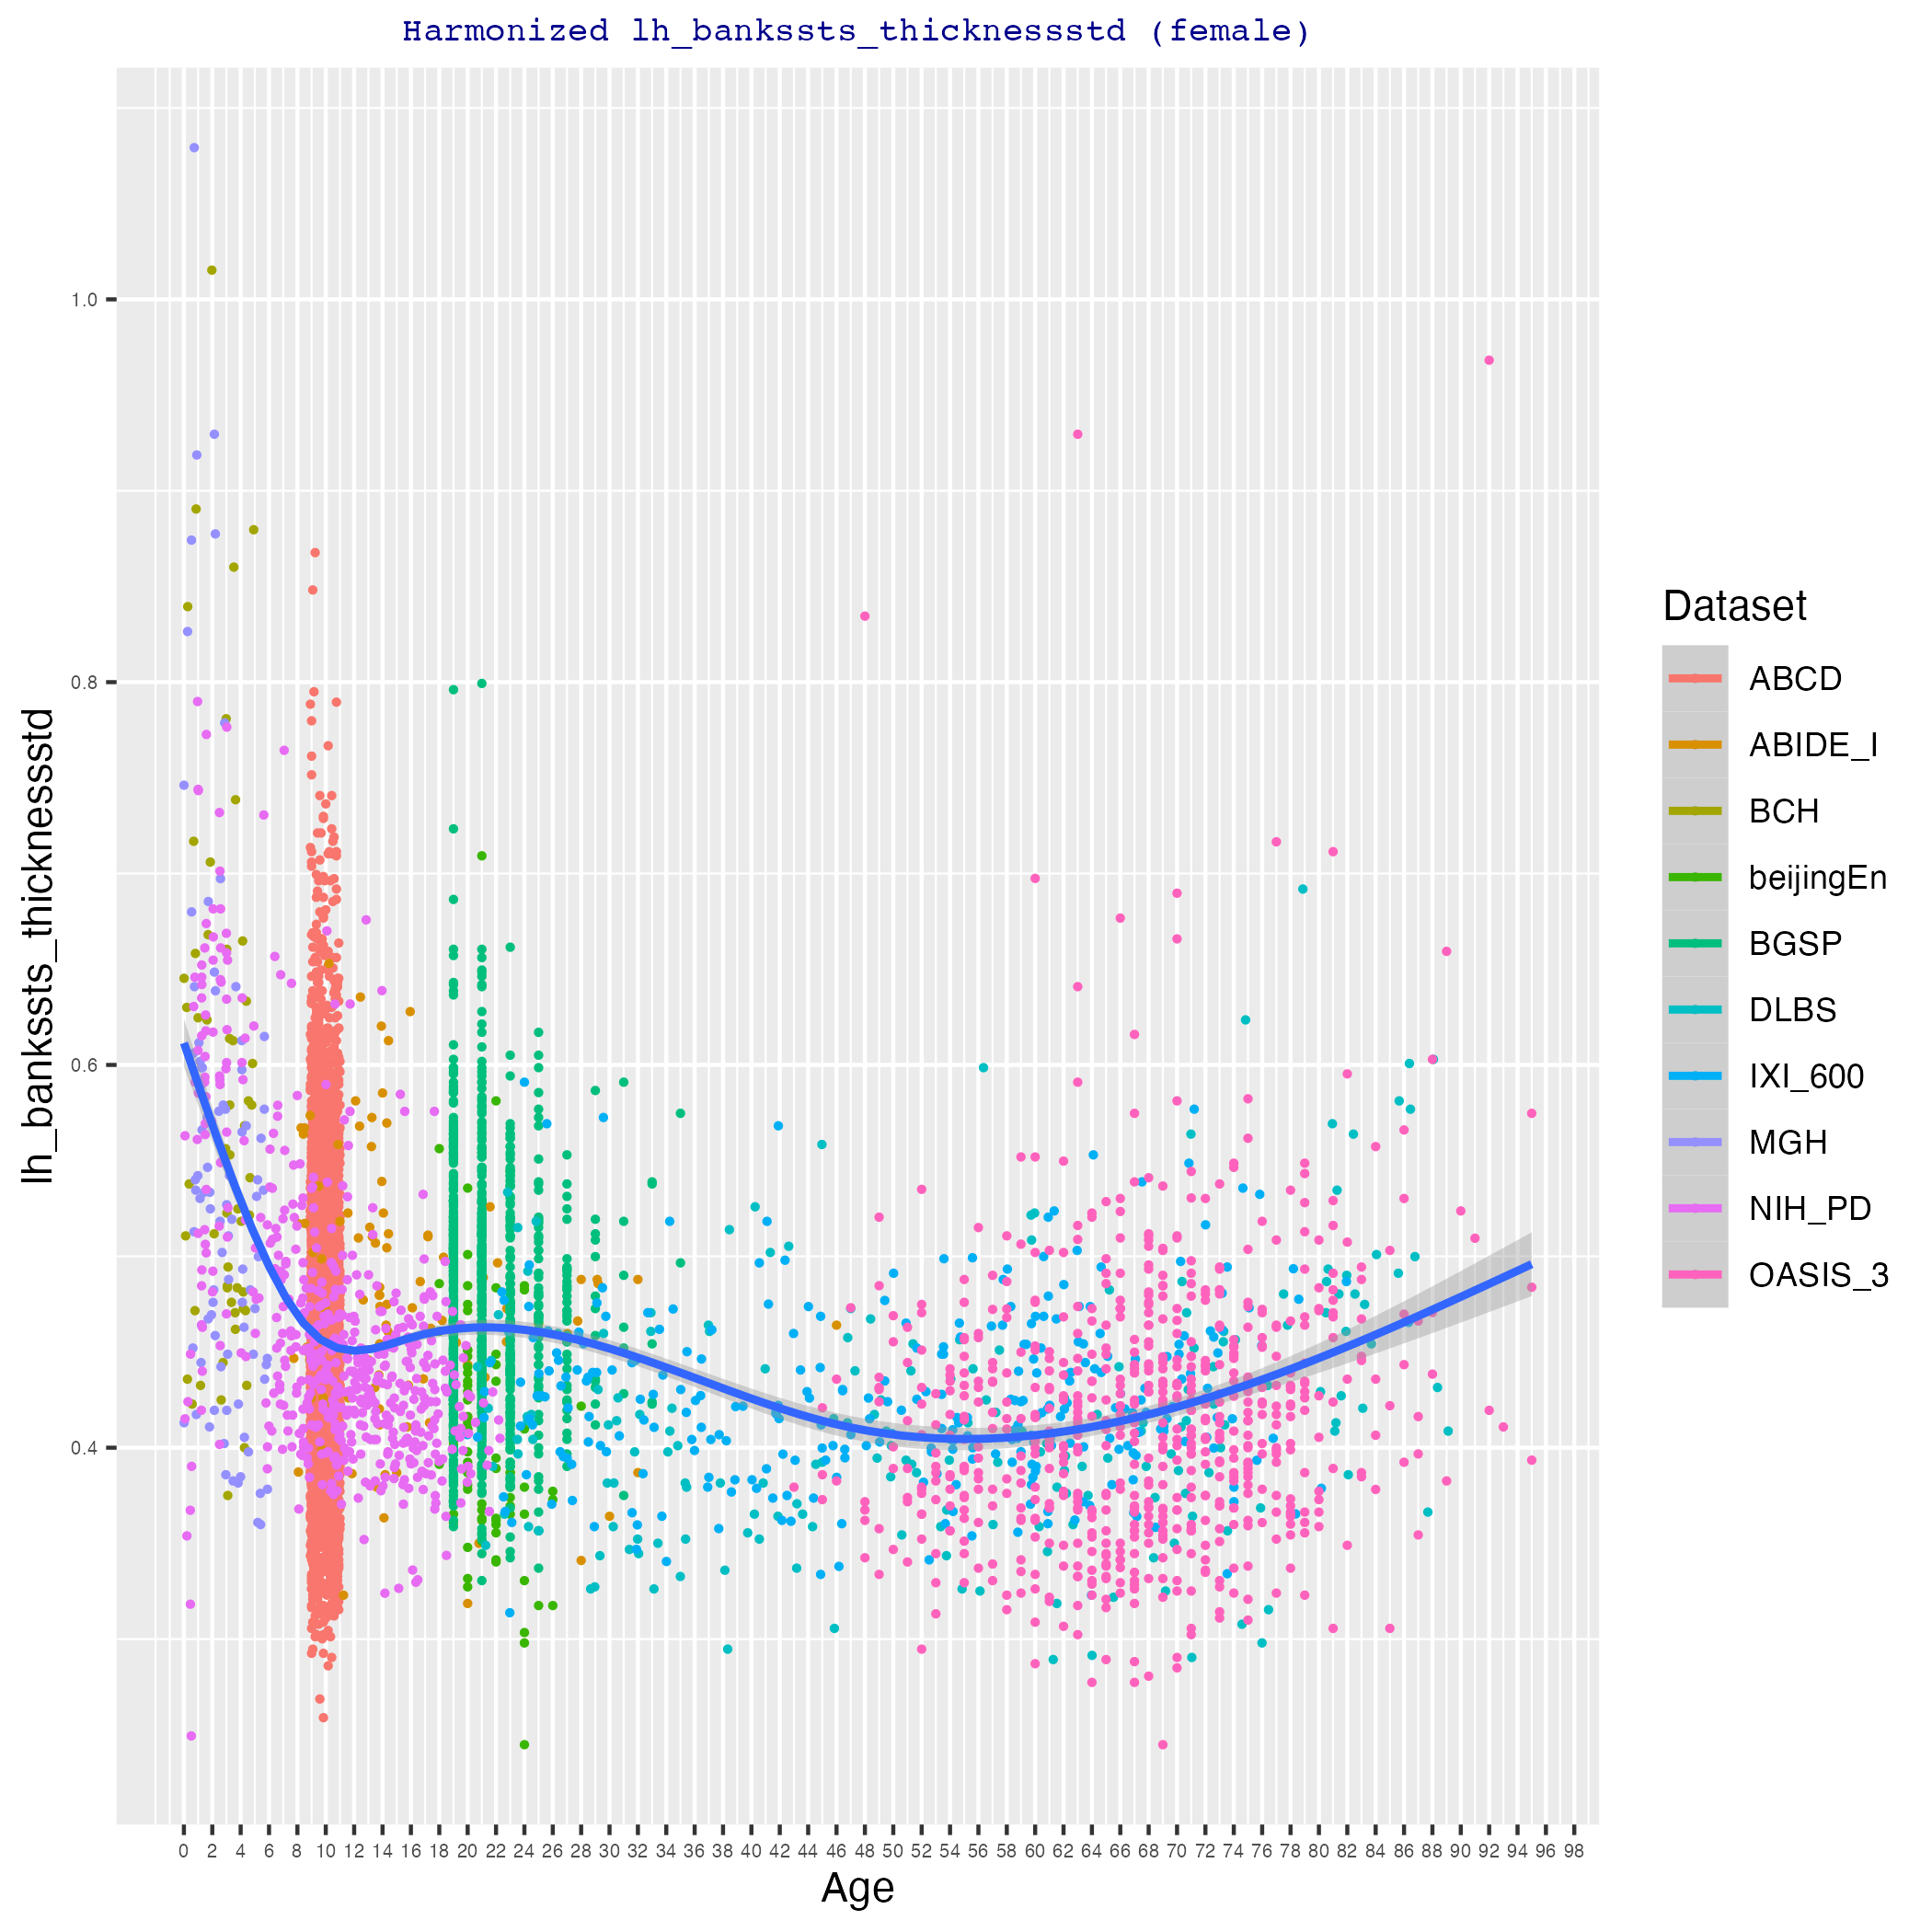 Harmonized lh_bankssts_thicknessstd (female)
lh_bankssts_thicknessstd
1.0
0.8
0.6
0.4
0 2 4 6 8 10 12 14 16 18 20 22 24 26 28 30 32 34 36 38 40 42 44 46 48 50 52 54 56 58 60 62 64 66 68 70 72 74 76 78 80 82 84 86 88 90 92 94 96 98
Age
Dataset
ABCD
ABIDE_I
BCH
beijingEn
BGSP
DLBS
IXI_600
MGH
NIH_PD
OASIS_3